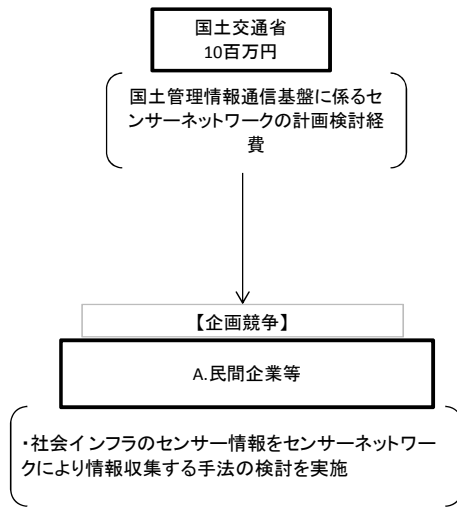 国土交通省
10百万円
国土管理情報通信基盤に係るセ
ンサーネットワークの計画検討経
費
【企画競争】
A.民間企業等
・社会インフラのセンサー情報をセンサーネットワー
クにより情報収集する手法の検討を実施